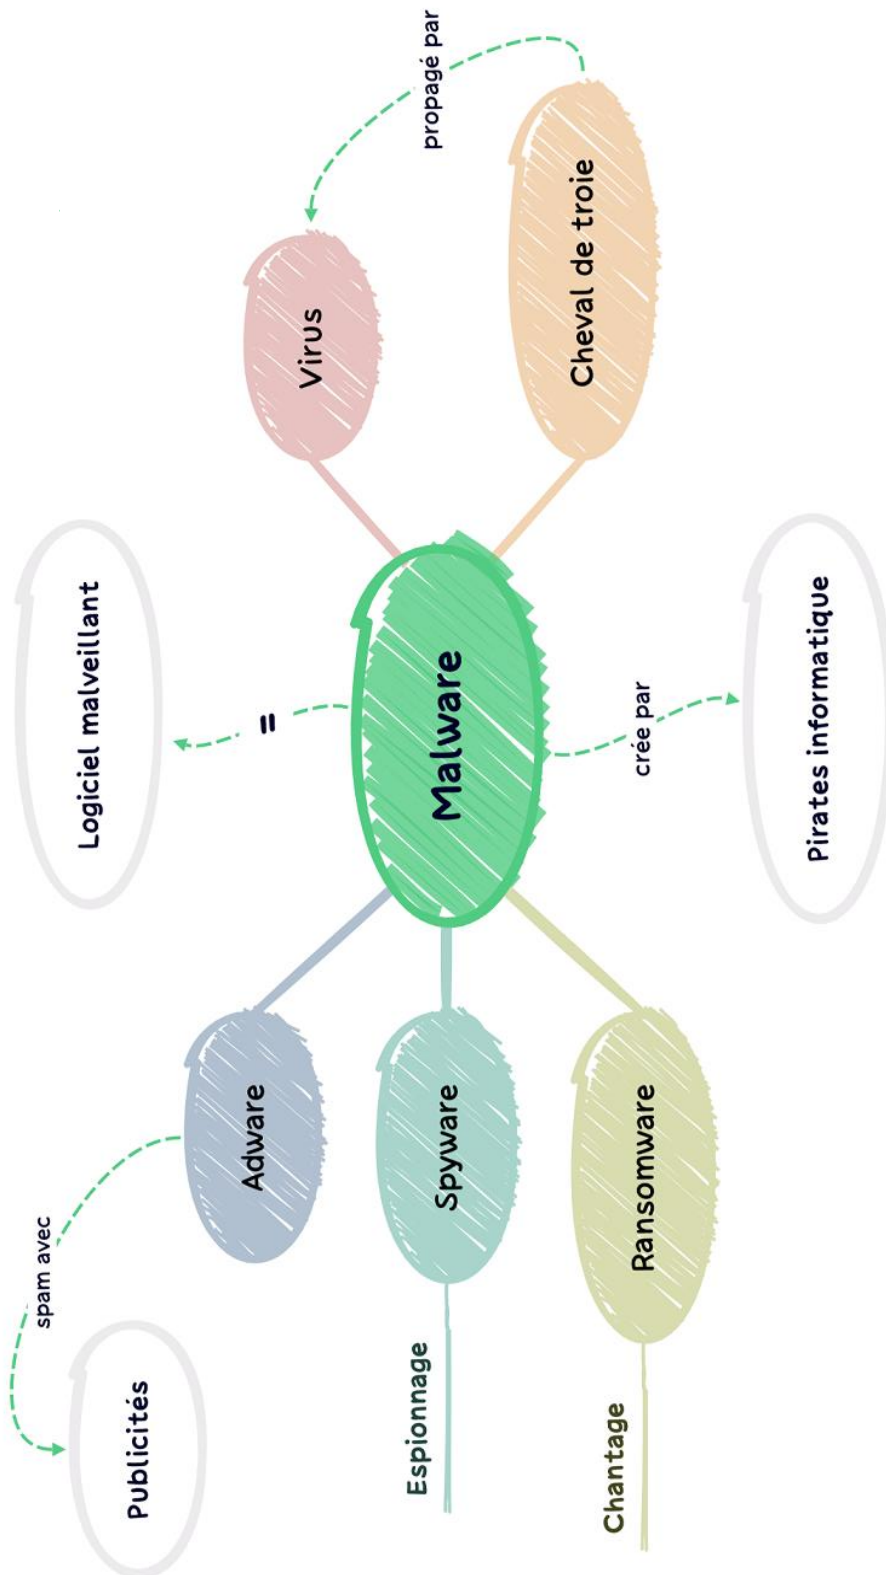 spam avec
Logiciel malveillant
Publicités
Adware
=
Virus
Espionnage
propagé par
Spyware
Malware
Cheval de troie
Chantage
Ransomware
crée par
Pirates informatique